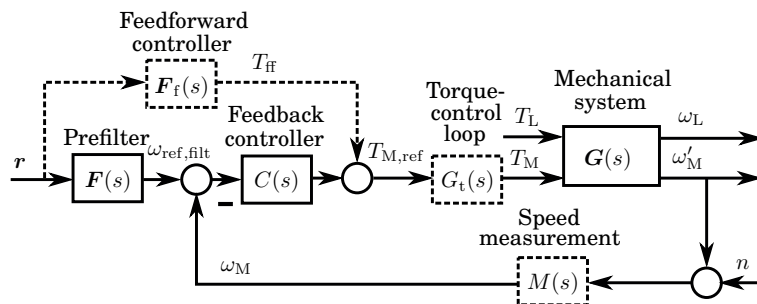 Feedforward
controller
F_f(s)
T_ff
Torque-
control
loop
Mechanical
system
T_L
ω_L
Prefilter
ω_ref,filt
Feedback
controller
T_M,ref
T_M
ω′_M
r
F(s)
C(s)
G_t(s)
G(s)
Speed
measurement
ω_M
M(s)
n